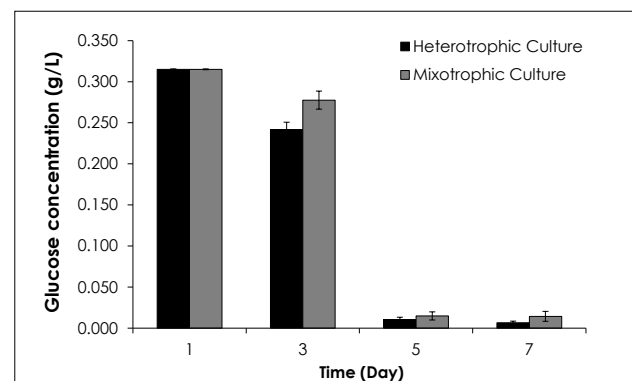 0.350
0.300
0.250
0.200
0.150
0.100
0.050
0.000
Glucose concentration (g/L)
Heterotrophic Culture
Mixotrophic Culture
1 3 5 7
Time (Day)